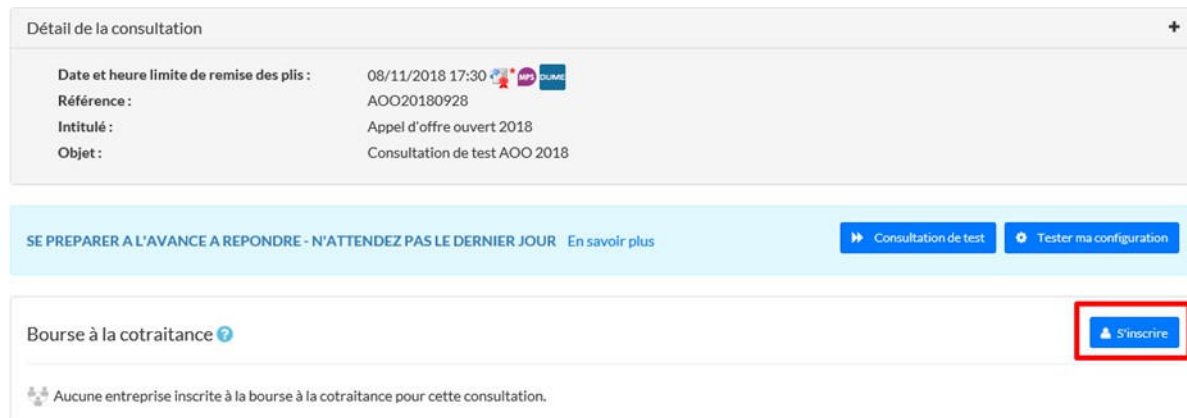 Détail de la consultation +
Date et heure limite de remise des plis : 08/11/2018 17:30 * MPS DUME
Référence : AOO20180928
Intitulé : Appel d'offre ouvert 2018
Objet : Consultation de test AOO 2018
SE PREPARER A L'AVANCE A REPONDRE - N'ATTENDEZ PAS LE DERNIER JOUR En savoir plus Consultation de test Tester ma configuration
Bourse à la cotraitance ? S'inscrire
Aucune entreprise inscrite à la bourse à la cotraitance pour cette consultation.